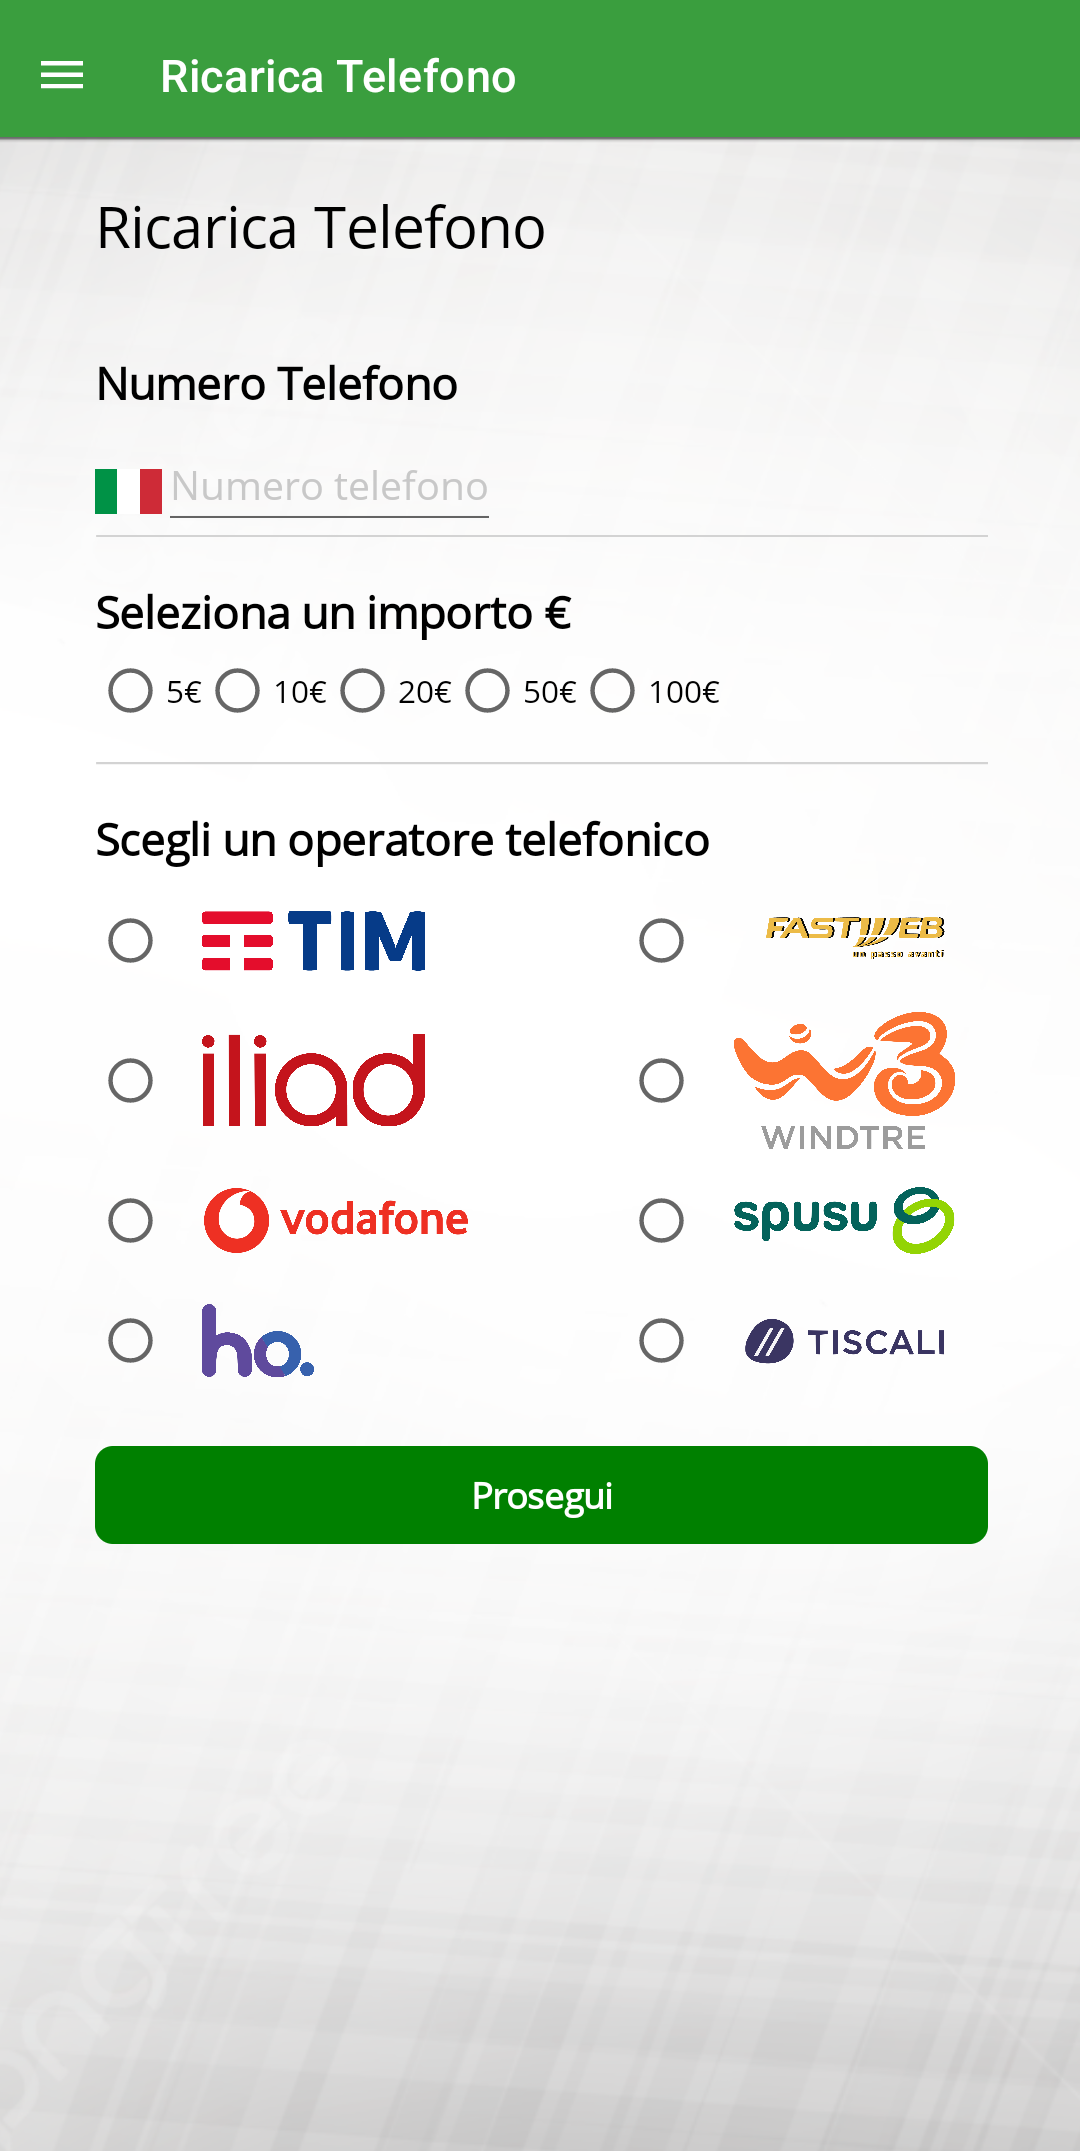 Ricarica Telefono
Ricarica Telefono
Numero Telefono
Numero telefono
Seleziona un importo €
5€ 10€ 20€ 50€ 100€
Scegli un operatore telefonico
TIM
FASTWEB
un passo avanti
iliad
WINDTRE
vodafone
spusu
ho.
TISCALI
Prosegui